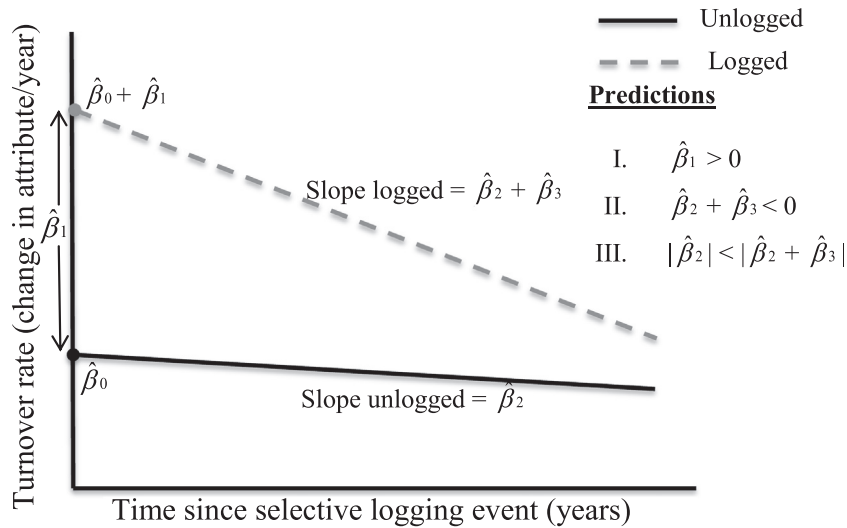 Unlogged
Logged
Predictions
I. β̂1 > 0
II. β̂2 + β̂3 < 0
III. |β̂2| < |β̂2 + β̂3|
β̂0 + β̂1
Slope logged = β̂2 + β̂3
β̂1
β̂0
Slope unlogged = β̂2
Turnover rate (change in attribute/year)
Time since selective logging event (years)